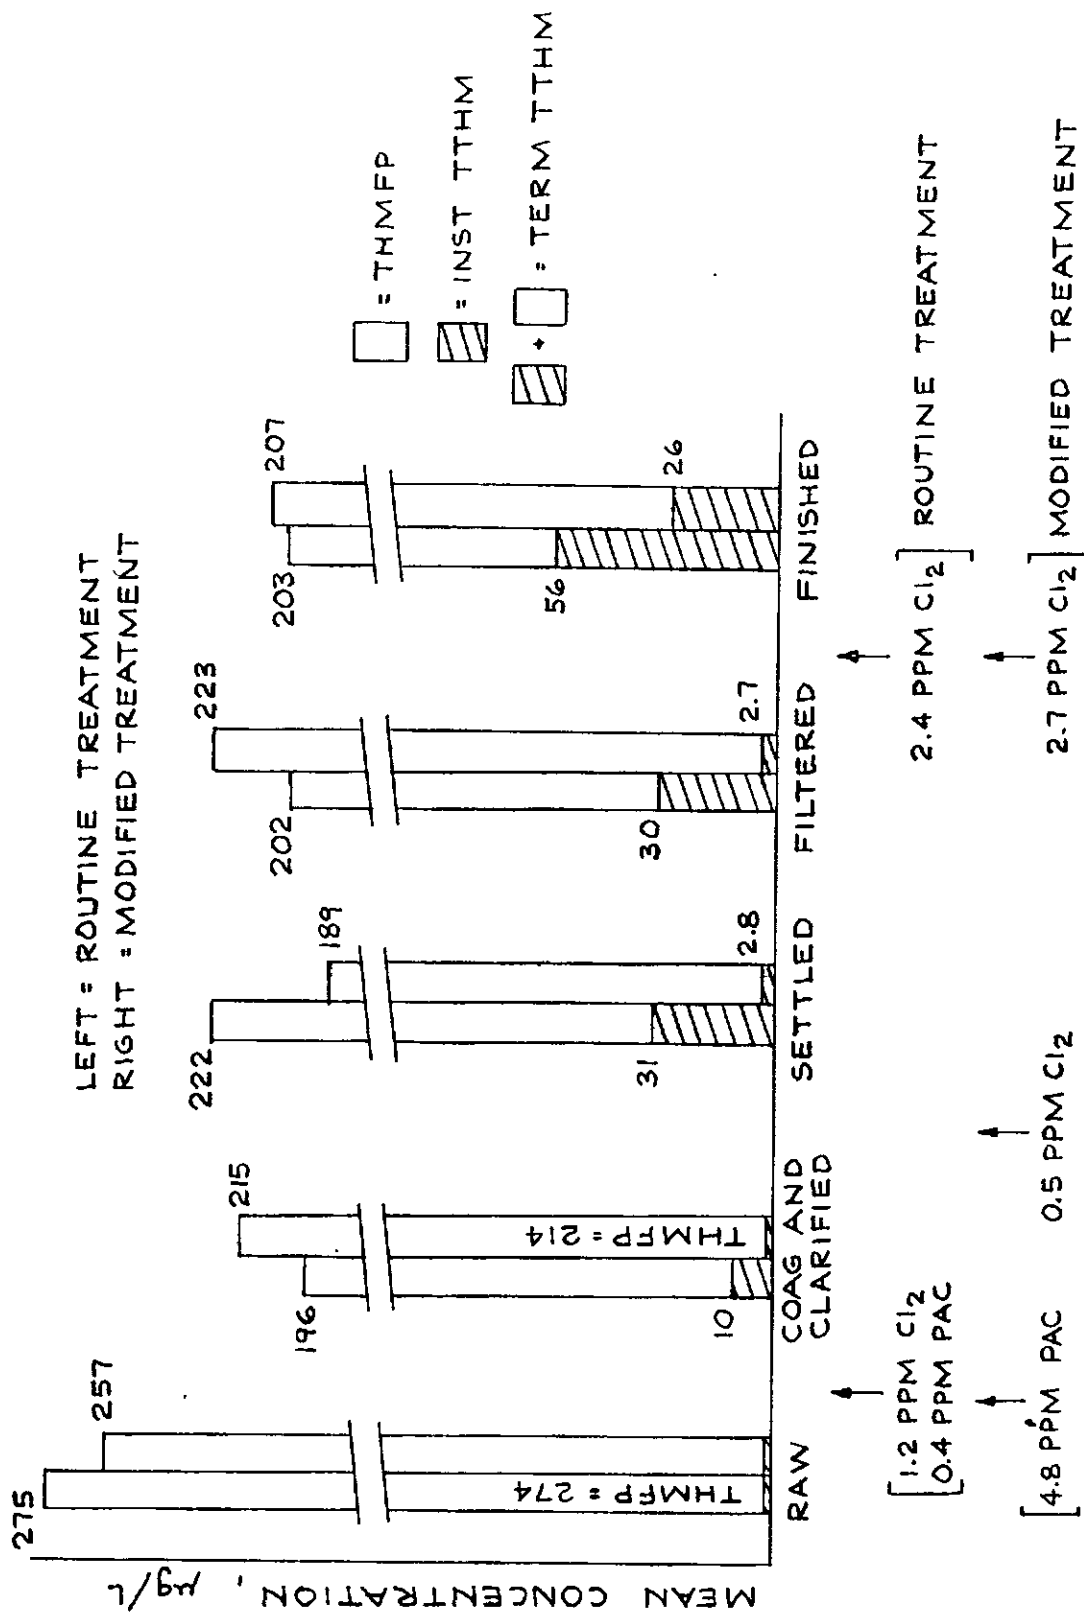 LEFT = ROUTINE TREATMENT
RIGHT = MODIFIED TREATMENT
MEAN CONCENTRATION, µg/L
275
257
THMFP = 274
RAW
196
215
10
THMFP = 214
COAG AND
CLARIFIED
222
189
31
2.8
SETTLED
202
223
30
2.7
FILTERED
203
207
56
26
FINISHED
= THMFP
= INST TTHM
+ = TERM TTHM
[1.2 PPM Cl2
0.4 PPM PAC
2.4 PPM Cl2] ROUTINE TREATMENT
[4.8 PPM PAC
0.5 PPM Cl2
2.7 PPM Cl2] MODIFIED TREATMENT